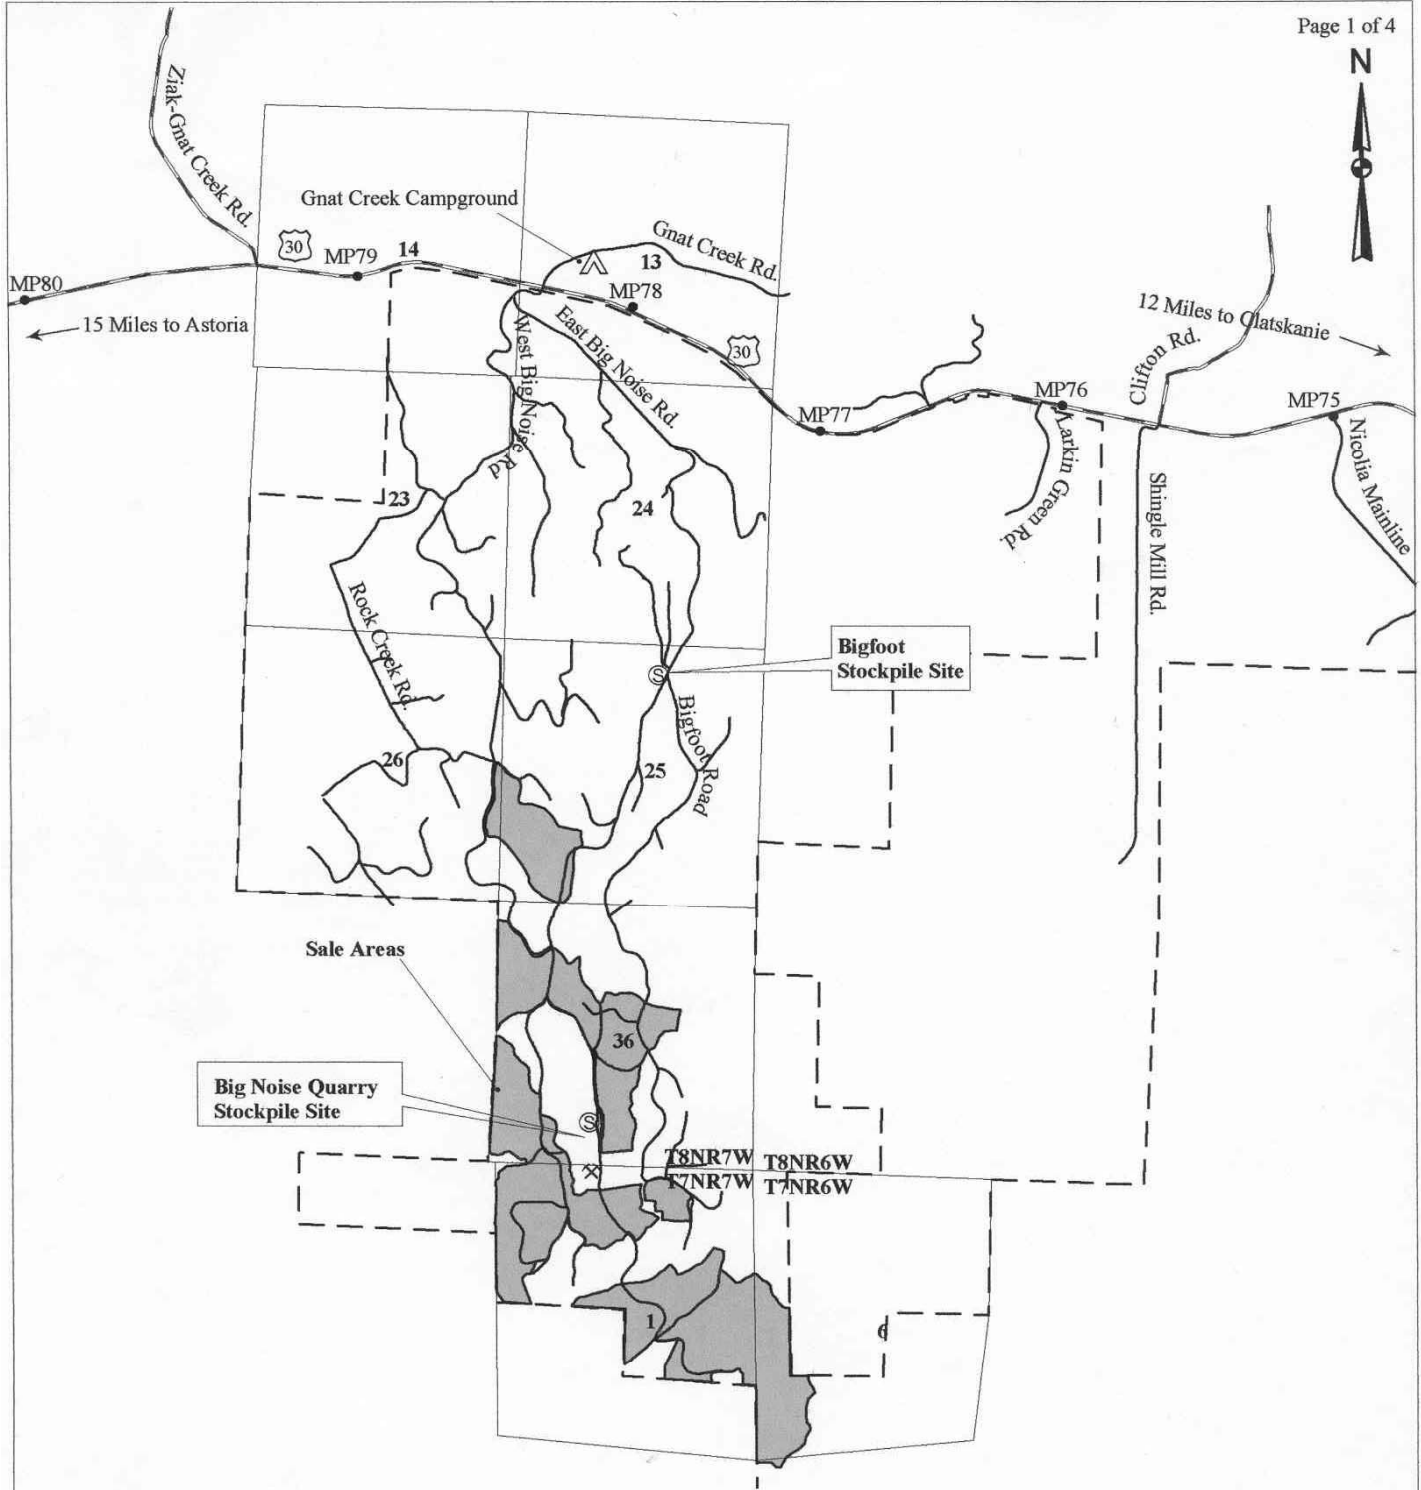 Page 1 of 4
N
Ziak-Gnat Creek Rd.
Gnat Creek Campground
30
MP79
14
13
Gnat Creek Rd.
MP80
MP78
15 Miles to Astoria
12 Miles to Clatskanie
30
West Big Noise Rd
East Big Noise Rd.
Clifton Rd.
MP77
MP76
MP75
Larkin Green Rd.
Nicolia Mainline
23
24
Shingle Mill Rd.
Rock Creek Rd.
Bigfoot
Stockpile Site
S
Bigfoot Road
26
25
Sale Areas
36
Big Noise Quarry
Stockpile Site
S
T8NR7W
T8NR6W
T7NR7W
T7NR6W
1
6